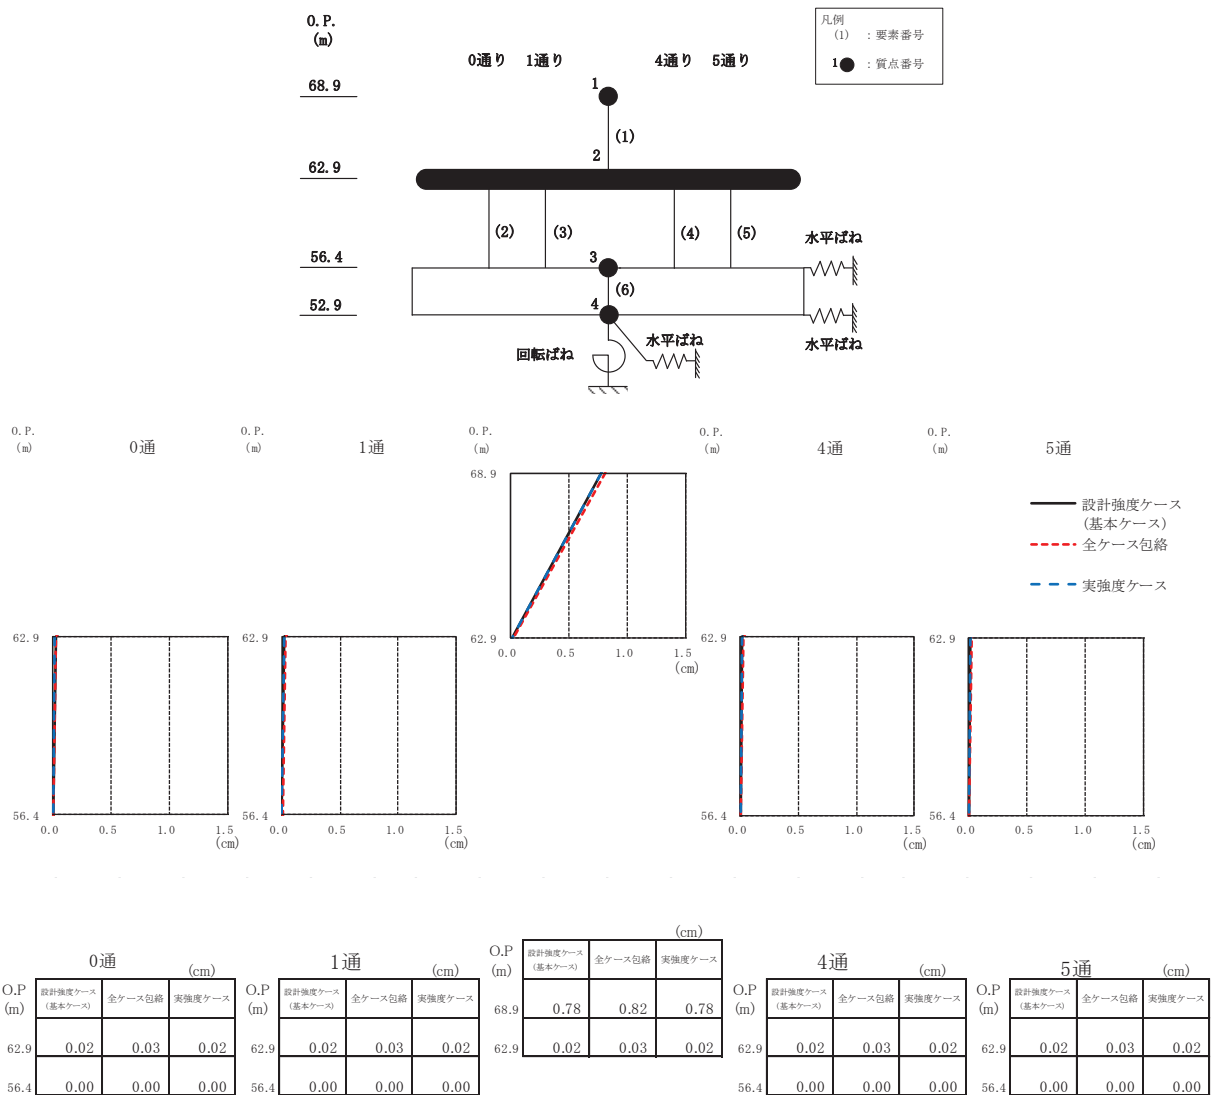 O.P.
(m)
凡例
(1) : 要素番号
1 : 質点番号
0通り 1通り 4通り 5通り
68.9
1
(1)
62.9
2
(2) (3) (4) (5)
水平ばね
56.4
3
(6)
52.9
4
水平ばね
水平ばね
回転ばね
O.P.
(m)
0通
O.P.
(m)
1通
O.P.
(m)
O.P.
(m)
4通
O.P.
(m)
5通
68.9
62.9
0.0 0.5 1.0 1.5
(cm)
設計強度ケース
(基本ケース)
全ケース包絡
実強度ケース
62.9
56.4
0.0 0.5 1.0 1.5
(cm)
62.9
56.4
0.0 0.5 1.0 1.5
(cm)
62.9
56.4
0.0 0.5 1.0 1.5
(cm)
62.9
56.4
0.0 0.5 1.0 1.5
(cm)
0通 (cm)
O.P
(m)
設計強度ケース
(基本ケース) 全ケース包絡 実強度ケース
62.9 0.02 0.03 0.02
56.4 0.00 0.00 0.00
1通 (cm)
O.P
(m)
設計強度ケース
(基本ケース) 全ケース包絡 実強度ケース
62.9 0.02 0.03 0.02
56.4 0.00 0.00 0.00
(cm)
O.P
(m)
設計強度ケース
(基本ケース) 全ケース包絡 実強度ケース
68.9 0.78 0.82 0.78
62.9 0.02 0.03 0.02
4通 (cm)
O.P
(m)
設計強度ケース
(基本ケース) 全ケース包絡 実強度ケース
62.9 0.02 0.03 0.02
56.4 0.00 0.00 0.00
5通 (cm)
O.P
(m)
設計強度ケース
(基本ケース) 全ケース包絡 実強度ケース
62.9 0.02 0.03 0.02
56.4 0.00 0.00 0.00